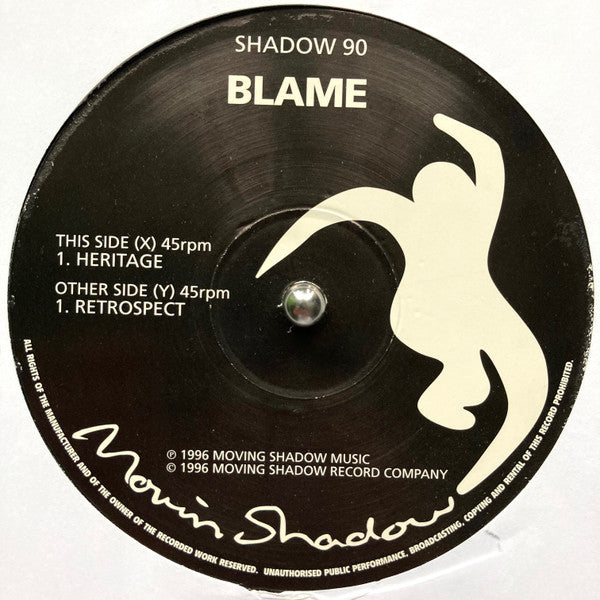 SHADOW 90
BLAME
THIS SIDE (X) 45rpm
1. HERITAGE
OTHER SIDE (Y) 45rpm
1. RETROSPECT
℗ 1996 MOVING SHADOW MUSIC
© 1996 MOVING SHADOW RECORD COMPANY
Movin Shadow
ALL RIGHTS OF THE MANUFACTURER AND OF THE OWNER OF THE RECORDED WORK RESERVED. UNAUTHORISED PUBLIC PERFORMANCE, BROADCASTING, COPTING AND RENTAL OF THIS RECORD PROHIBITED.